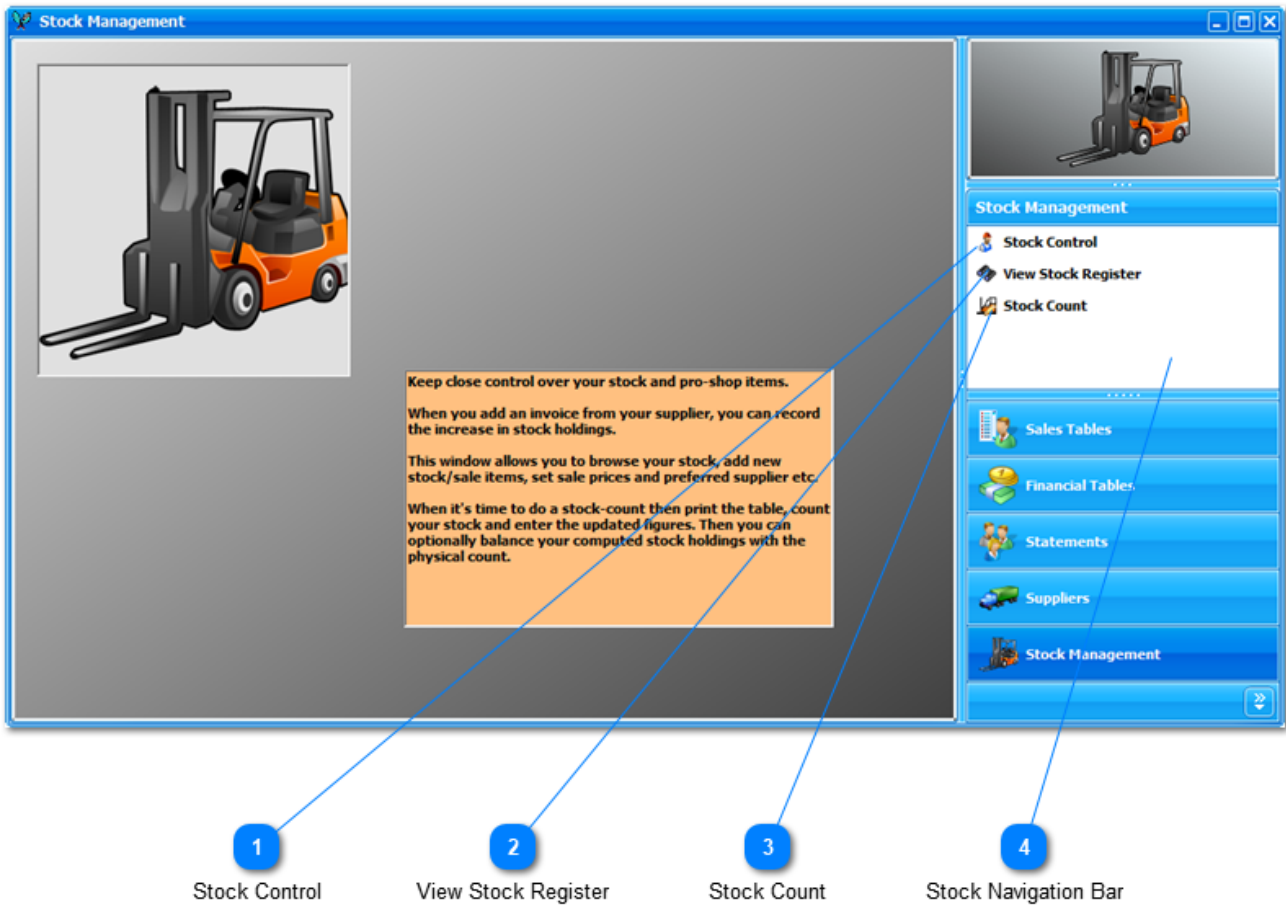 Stock Management
Stock Management
Stock Control
View Stock Register
Stock Count
Keep close control over your stock and pro-shop items.
When you add an invoice from your supplier, you can record
the increase in stock holdings.
This window allows you to browse your stock, add new
stock/sale items, set sale prices and preferred supplier etc.
When it's time to do a stock-count then print the table, count
your stock and enter the updated figures. Then you can
optionally balance your computed stock holdings with the
physical count.
Sales Tables
Financial Tables
Statements
Suppliers
Stock Management
1
2
3
4
Stock Control
View Stock Register
Stock Count
Stock Navigation Bar